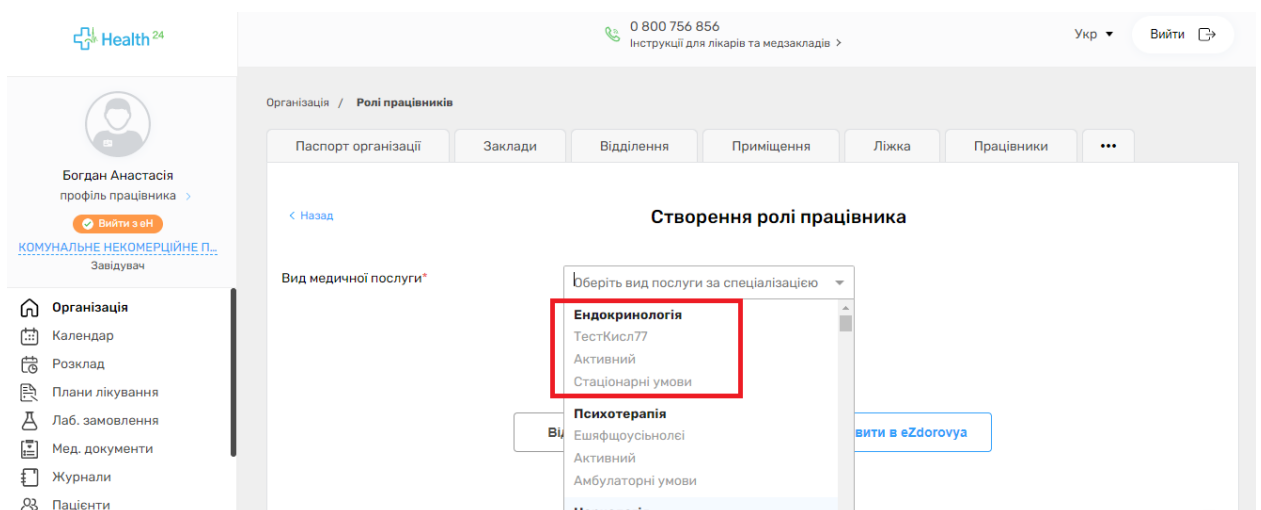 Health 24
0 800 756 856
Інструкції для лікарів та медзакладів >
Укр
Вийти
Богдан Анастасія
профіль працівника >
Вийти з eH
КОМУНАЛЬНЕ НЕКОМЕРЦІЙНЕ П...
Завідувач
Організація
Календар
Розклад
Плани лікування
Лаб. замовлення
Мед. документи
Журнали
Пацієнти
Організація / Ролі працівників
Паспорт організації
Заклади
Відділення
Приміщення
Ліжка
Працівники
•••
< Назад
Створення ролі працівника
Вид медичної послуги*
Оберіть вид послуги за спеціалізацією
Ендокринологія
ТестКисл77
Активний
Стаціонарні умови
Психотерапія
Ешяфщоусьнолєі
Активний
Амбулаторні умови
вити в eZdorovya